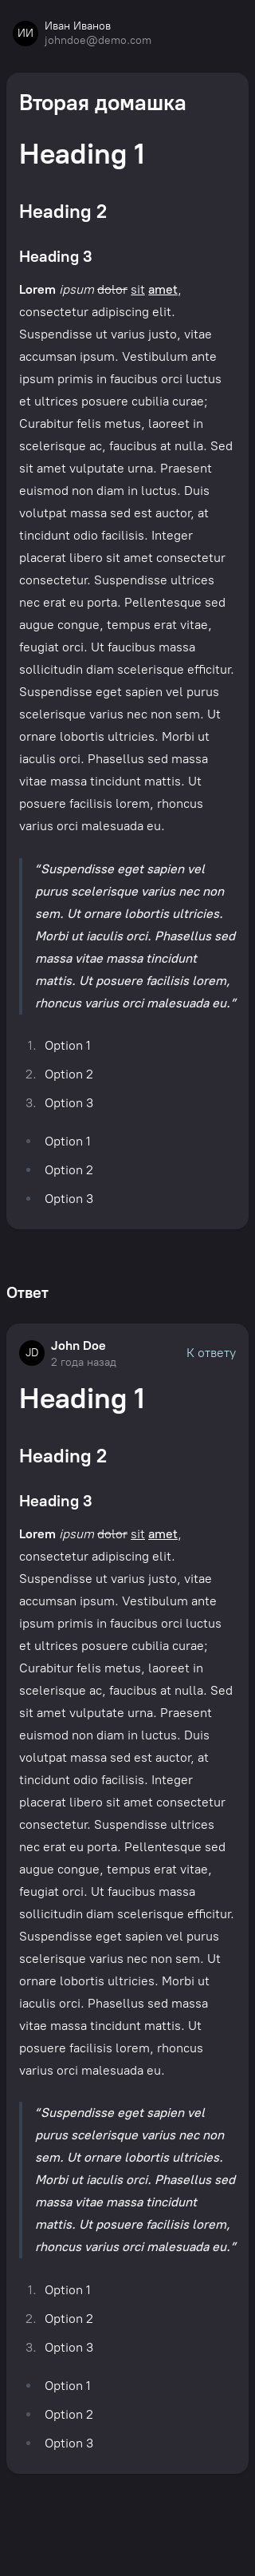 ИИ
Иван Иванов
johndoe@demo.com
Вторая домашка
Heading 1
Heading 2
Heading 3
Lorem ipsum dolor sit amet,
consectetur adipiscing elit.
Suspendisse ut varius justo, vitae
accumsan ipsum. Vestibulum ante
ipsum primis in faucibus orci luctus
et ultrices posuere cubilia curae;
Curabitur felis metus, laoreet in
scelerisque ac, faucibus at nulla. Sed
sit amet vulputate urna. Praesent
euismod non diam in luctus. Duis
volutpat massa sed est auctor, at
tincidunt odio facilisis. Integer
placerat libero sit amet consectetur
consectetur. Suspendisse ultrices
nec erat eu porta. Pellentesque sed
augue congue, tempus erat vitae,
feugiat orci. Ut faucibus massa
sollicitudin diam scelerisque efficitur.
Suspendisse eget sapien vel purus
scelerisque varius nec non sem. Ut
ornare lobortis ultricies. Morbi ut
iaculis orci. Phasellus sed massa
vitae massa tincidunt mattis. Ut
posuere facilisis lorem, rhoncus
varius orci malesuada eu.
“Suspendisse eget sapien vel
purus scelerisque varius nec non
sem. Ut ornare lobortis ultricies.
Morbi ut iaculis orci. Phasellus sed
massa vitae massa tincidunt
mattis. Ut posuere facilisis lorem,
rhoncus varius orci malesuada eu.”
1. Option 1
2. Option 2
3. Option 3
• Option 1
• Option 2
• Option 3
Ответ
JD
John Doe
2 года назад
К ответу
Heading 1
Heading 2
Heading 3
Lorem ipsum dolor sit amet,
consectetur adipiscing elit.
Suspendisse ut varius justo, vitae
accumsan ipsum. Vestibulum ante
ipsum primis in faucibus orci luctus
et ultrices posuere cubilia curae;
Curabitur felis metus, laoreet in
scelerisque ac, faucibus at nulla. Sed
sit amet vulputate urna. Praesent
euismod non diam in luctus. Duis
volutpat massa sed est auctor, at
tincidunt odio facilisis. Integer
placerat libero sit amet consectetur
consectetur. Suspendisse ultrices
nec erat eu porta. Pellentesque sed
augue congue, tempus erat vitae,
feugiat orci. Ut faucibus massa
sollicitudin diam scelerisque efficitur.
Suspendisse eget sapien vel purus
scelerisque varius nec non sem. Ut
ornare lobortis ultricies. Morbi ut
iaculis orci. Phasellus sed massa
vitae massa tincidunt mattis. Ut
posuere facilisis lorem, rhoncus
varius orci malesuada eu.
“Suspendisse eget sapien vel
purus scelerisque varius nec non
sem. Ut ornare lobortis ultricies.
Morbi ut iaculis orci. Phasellus sed
massa vitae massa tincidunt
mattis. Ut posuere facilisis lorem,
rhoncus varius orci malesuada eu.”
1. Option 1
2. Option 2
3. Option 3
• Option 1
• Option 2
• Option 3